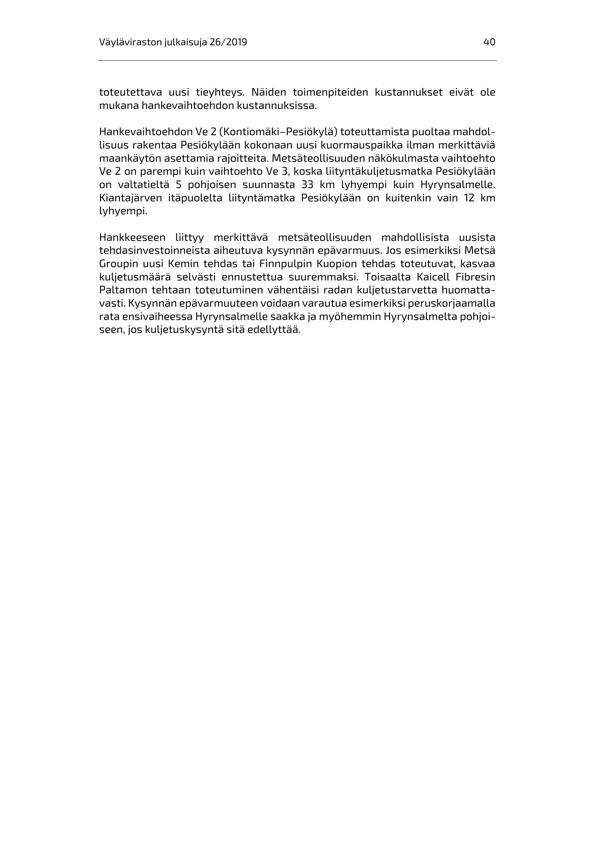 Väyläviraston julkaisuja 26/2019 40
toteutettava uusi tieyhteys. Näiden toimenpiteiden kustannukset eivät ole
mukana hankevaihtoehdon kustannuksissa.
Hankevaihtoehdon Ve 2 (Kontiomäki–Pesiökylä) toteuttamista puoltaa mahdol-
lisuus rakentaa Pesiökylään kokonaan uusi kuormauspaikka ilman merkittäviä
maankäytön asettamia rajoitteita. Metsäteollisuuden näkökulmasta vaihtoehto
Ve 2 on parempi kuin vaihtoehto Ve 3, koska liityntäkuljetusmatka Pesiökylään
on valtatieltä 5 pohjoisen suunnasta 33 km lyhyempi kuin Hyrynsalmelle.
Kiantajärven itäpuolelta liityntämatka Pesiökylään on kuitenkin vain 12 km
lyhyempi.
Hankkeeseen liittyy merkittävä metsäteollisuuden mahdollisista uusista
tehdasinvestoinneista aiheutuva kysynnän epävarmuus. Jos esimerkiksi Metsä
Groupin uusi Kemin tehdas tai Finnpulpin Kuopion tehdas toteutuvat, kasvaa
kuljetusmäärä selvästi ennustettua suuremmaksi. Toisaalta Kaicell Fibresin
Paltamon tehtaan toteutuminen vähentäisi radan kuljetustarvetta huomatta-
vasti. Kysynnän epävarmuuteen voidaan varautua esimerkiksi peruskorjaamalla
rata ensivaiheessa Hyrynsalmelle saakka ja myöhemmin Hyrynsalmelta pohjoi-
seen, jos kuljetuskysyntä sitä edellyttää.